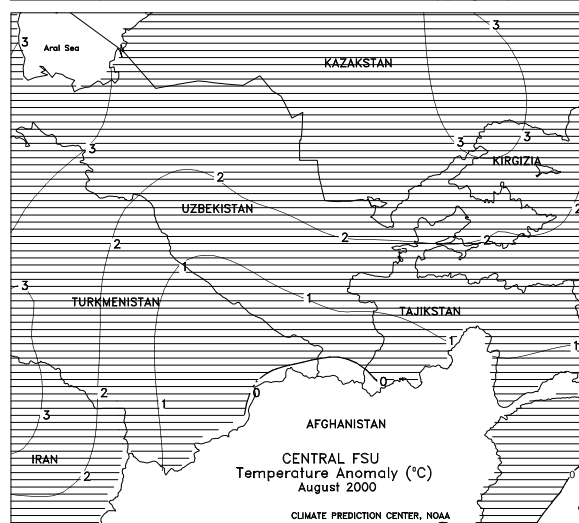 3
3
Aral Sea
KAZAKSTAN
3
3
3
KIRGIZIA
2
2
UZBEKISTAN
2
2
2
1
3
TURKMENISTAN
1
TAJIKSTAN
1
1
0
2
0
1
3
AFGHANISTAN
IRAN
CENTRAL FSU
2
Temperature Anomaly (°C)
0
August 2000
CLIMATE PREDICTION CENTER, NOAA